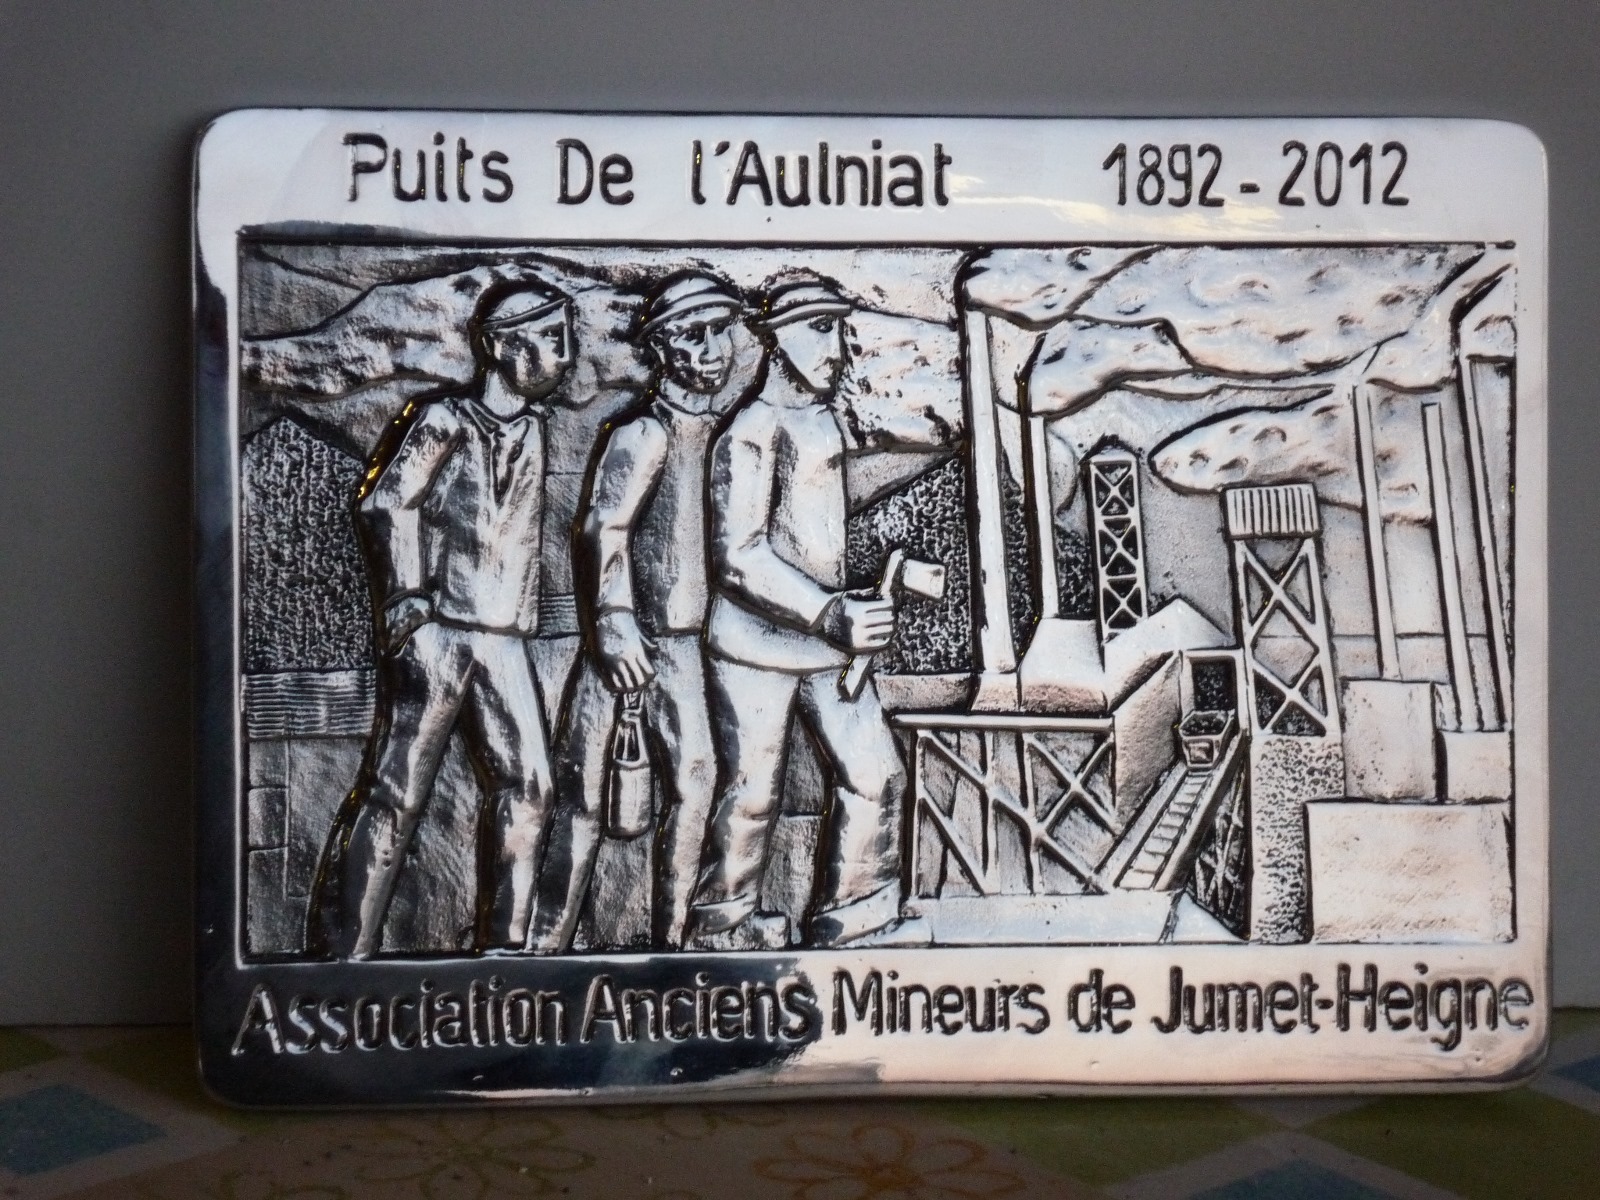 Puits De l'Aulniat 1892-2012
Association Anciens Mineurs de Jumet-Heigne